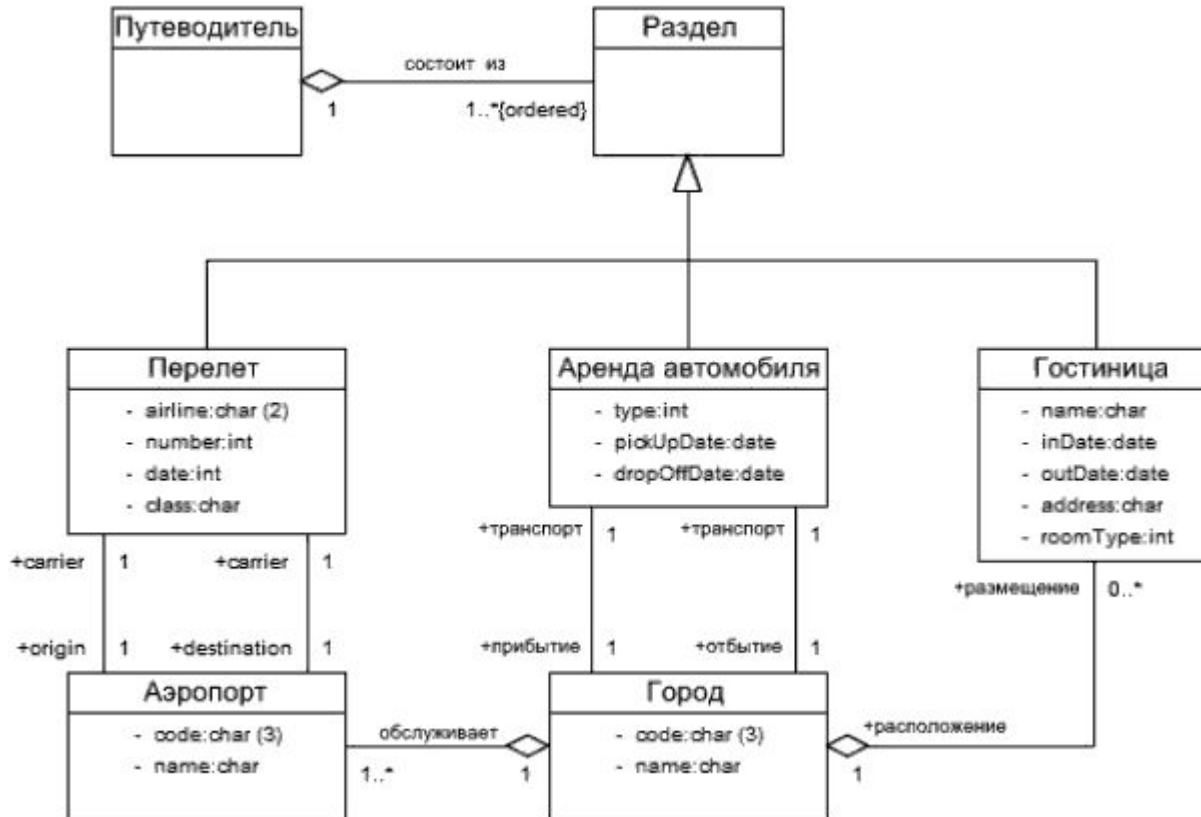 Путеводитель
Раздел
состоит из
1
1..*{ordered}
Перелет
- airline:char (2)
- number:int
- date:int
- class:char
Аренда автомобиля
- type:int
- pickUpDate:date
- dropOffDate:date
Гостиница
- name:char
- inDate:date
- outDate:date
- address:char
- roomType:int
+carrier 1 +carrier 1
+транспорт 1 +транспорт 1
+размещение 0..*
+origin 1 +destination 1
+прибытие 1 +отбытие 1
Аэропорт
- code:char (3)
- name:char
обслуживает
1..* 1
Город
- code:char (3)
- name:char
+расположение
1